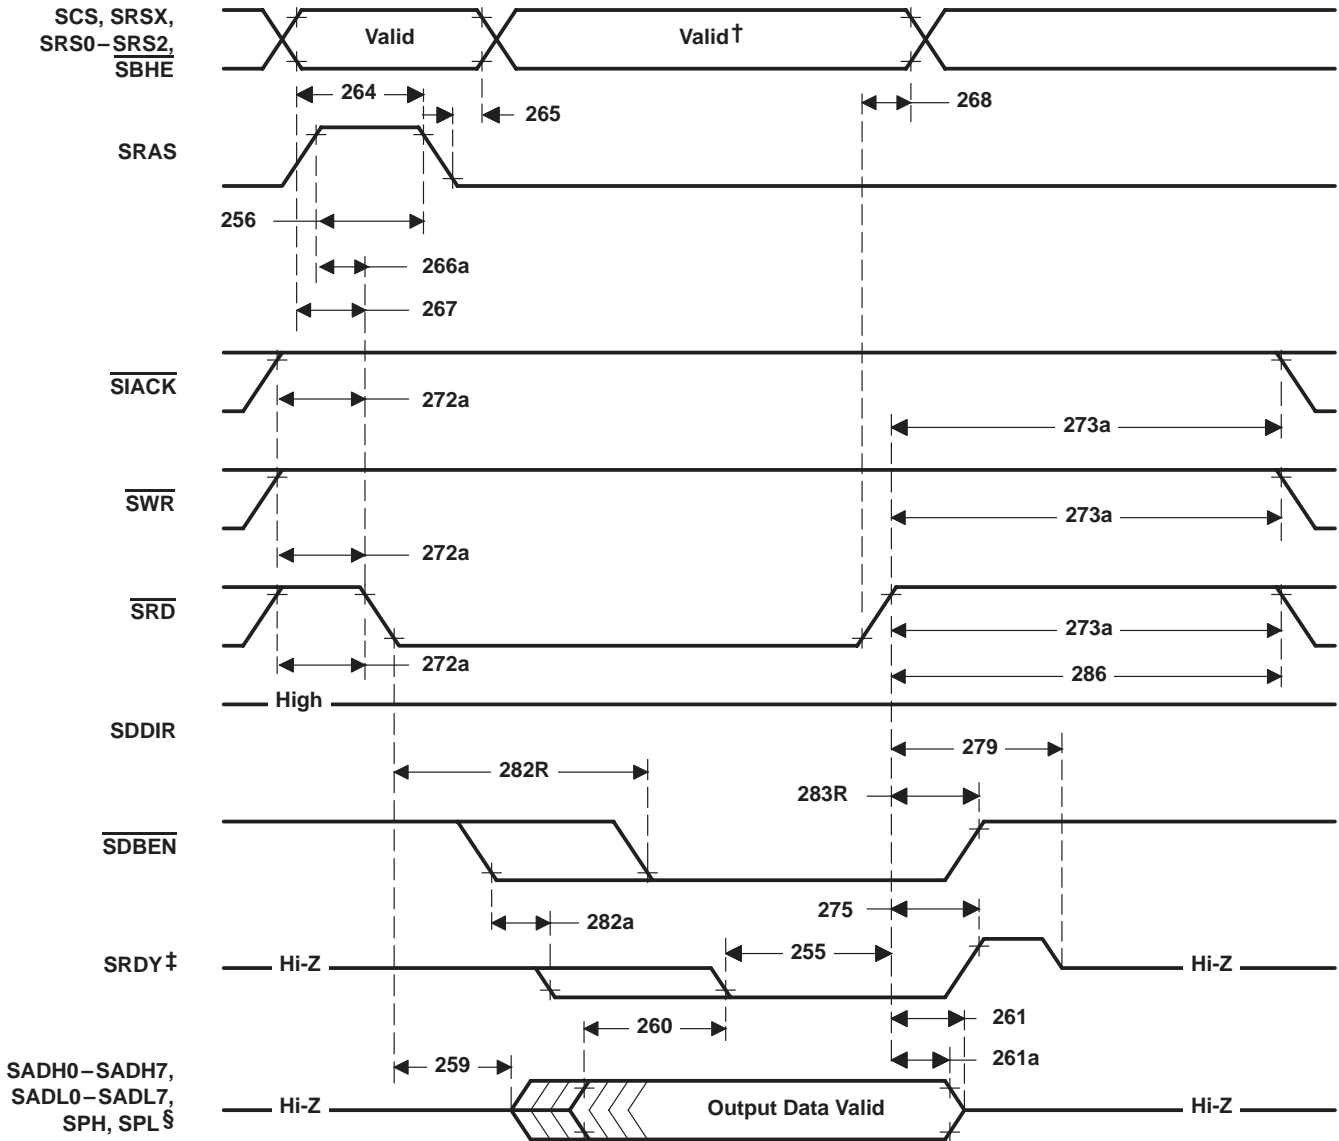 SCS, SRSX,
SRS0–SRS2,
SBHE
Valid
Valid†
264
265
268
SRAS
256
266a
267
SIACK
272a
273a
SWR
273a
272a
SRD
273a
272a
286
High
SDDIR
279
282R
283R
SDBEN
275
282a
255
SRDY‡
Hi-Z
Hi-Z
260
261
259
261a
SADH0–SADH7,
SADL0–SADL7,
SPH, SPL§
Hi-Z
Output Data Valid
Hi-Z